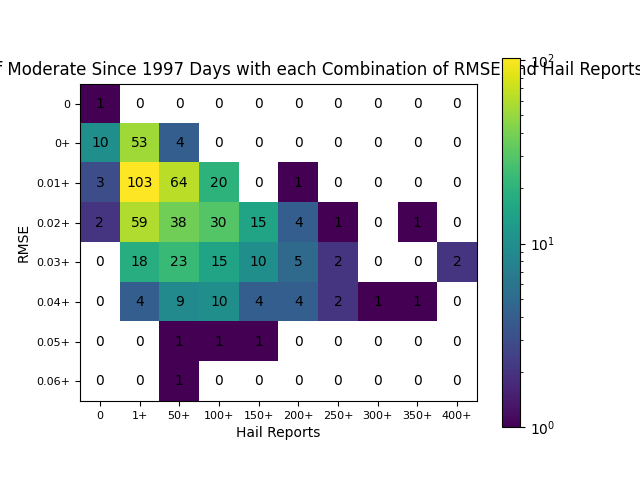 Moderate Since 1997 Days with each Combination of RMSE and Hail Reports
0 1 0 0 0 0 0 0 0 0 0
0+ 10 53 4 0 0 0 0 0 0 0
0.01+ 3 103 64 20 0 1 0 0 0 0
0.02+ 2 59 38 30 15 4 1 0 1 0
0.03+ 0 18 23 15 10 5 2 0 0 2
0.04+ 0 4 9 10 4 4 2 1 1 0
0.05+ 0 0 1 1 1 0 0 0 0 0
0.06+ 0 0 1 0 0 0 0 0 0 0
0 1+ 50+ 100+ 150+ 200+ 250+ 300+ 350+ 400+
Hail Reports
RMSE
10²
10¹
10⁰